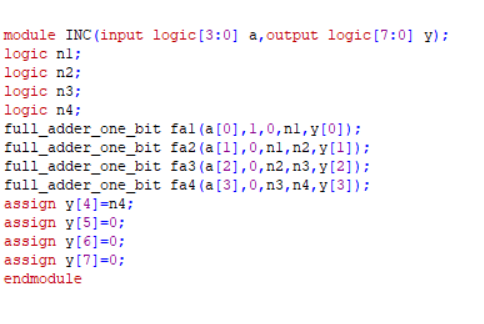 module INC(input logic[3:0] a,output logic[7:0] y);
logic n1;
logic n2;
logic n3;
logic n4;
full_adder_one_bit fa1(a[0],1,0,n1,y[0]);
full_adder_one_bit fa2(a[1],0,n1,n2,y[1]);
full_adder_one_bit fa3(a[2],0,n2,n3,y[2]);
full_adder_one_bit fa4(a[3],0,n3,n4,y[3]);
assign y[4]=n4;
assign y[5]=0;
assign y[6]=0;
assign y[7]=0;
endmodule